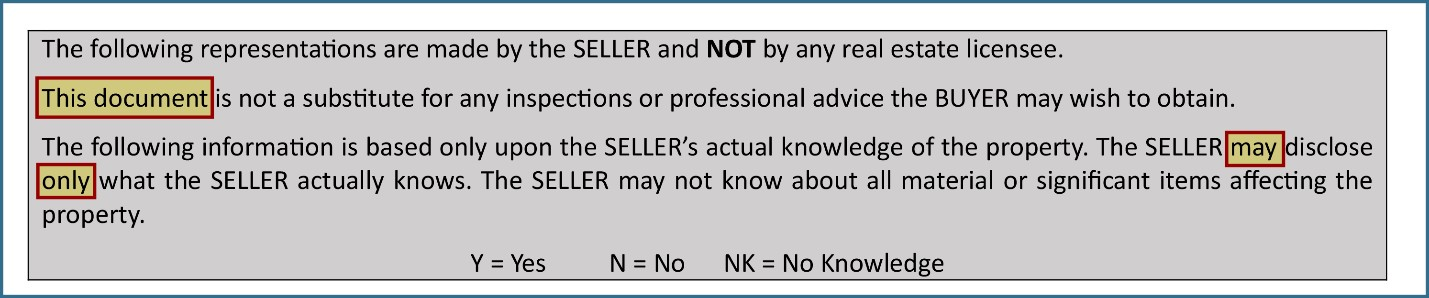 The following representations are made by the SELLER and NOT by any real estate licensee.
This document is not a substitute for any inspections or professional advice the BUYER may wish to obtain.
The following information is based only upon the SELLER’s actual knowledge of the property. The SELLER may disclose
only what the SELLER actually knows. The SELLER may not know about all material or significant items affecting the
property.
Y = Yes N = No NK = No Knowledge